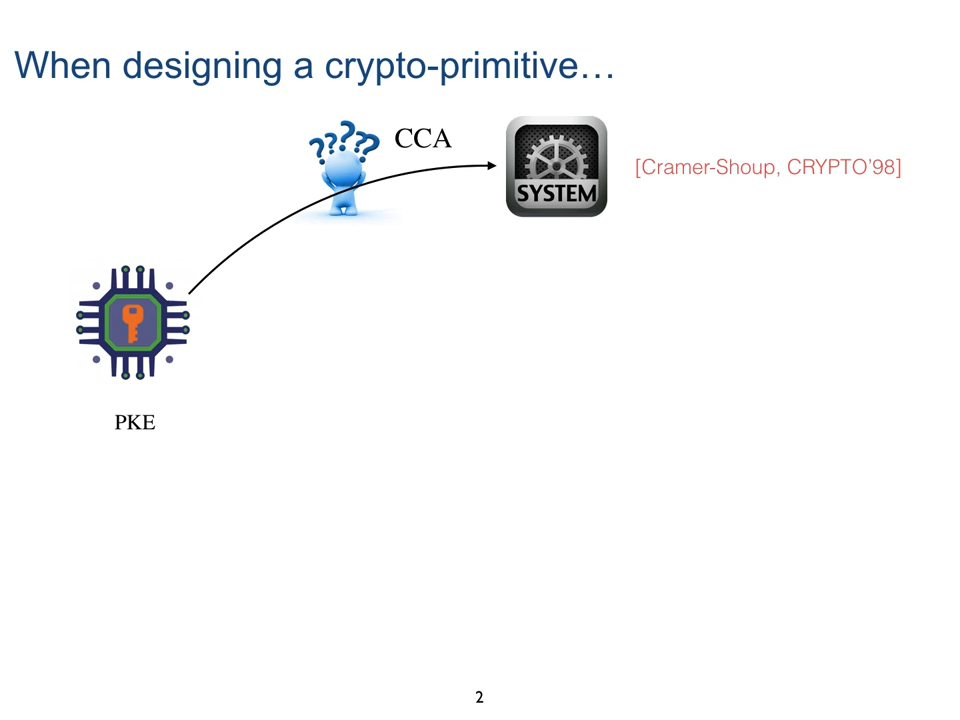 When designing a crypto-primitive…
? ? ? ? ?
CCA
SYSTEM
[Cramer-Shoup, CRYPTO’98]
PKE
2